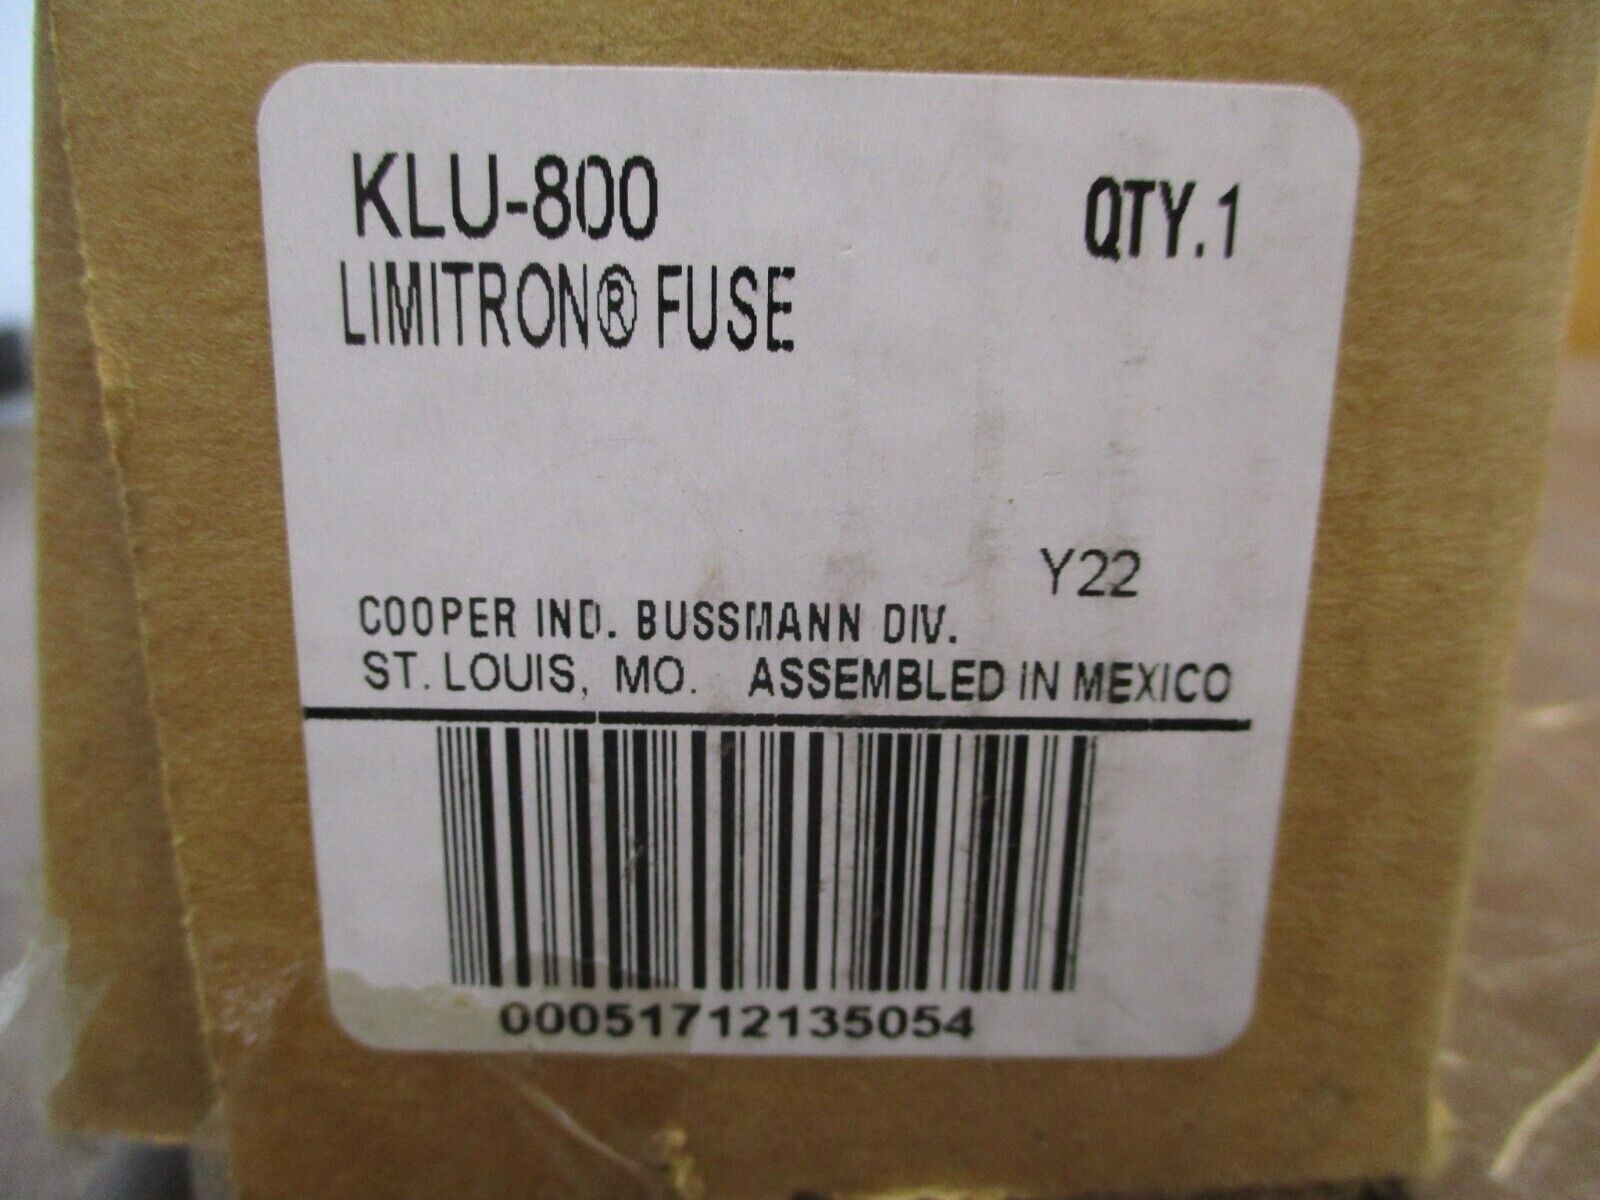 KLU-800 QTY.1
LIMITRON® FUSE
Y22
COOPER IND. BUSSMANN DIV.
ST. LOUIS, MO. ASSEMBLED IN MEXICO
00051712135054